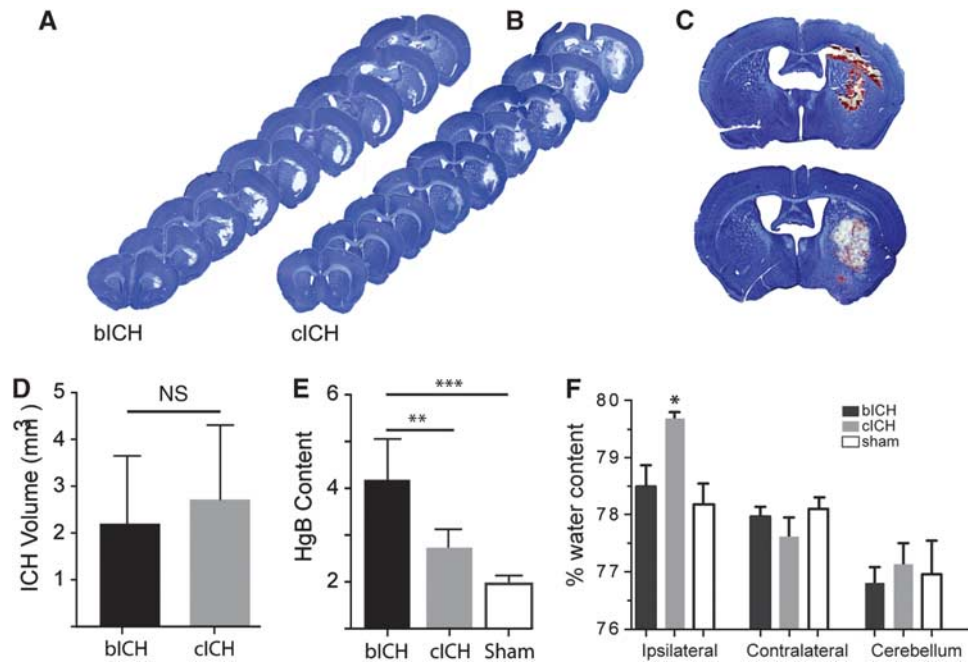 A
B
C
bICH
cICH
D
NS
ICH Volume (mm3)
5
4
3
2
1
bICH
cICH
E
***
**
HgB Content
6
4
2
bICH
cICH
Sham
F
*
bICH
cICH
sham
% water content
80
79
78
77
76
Ipsilateral
Contralateral
Cerebellum